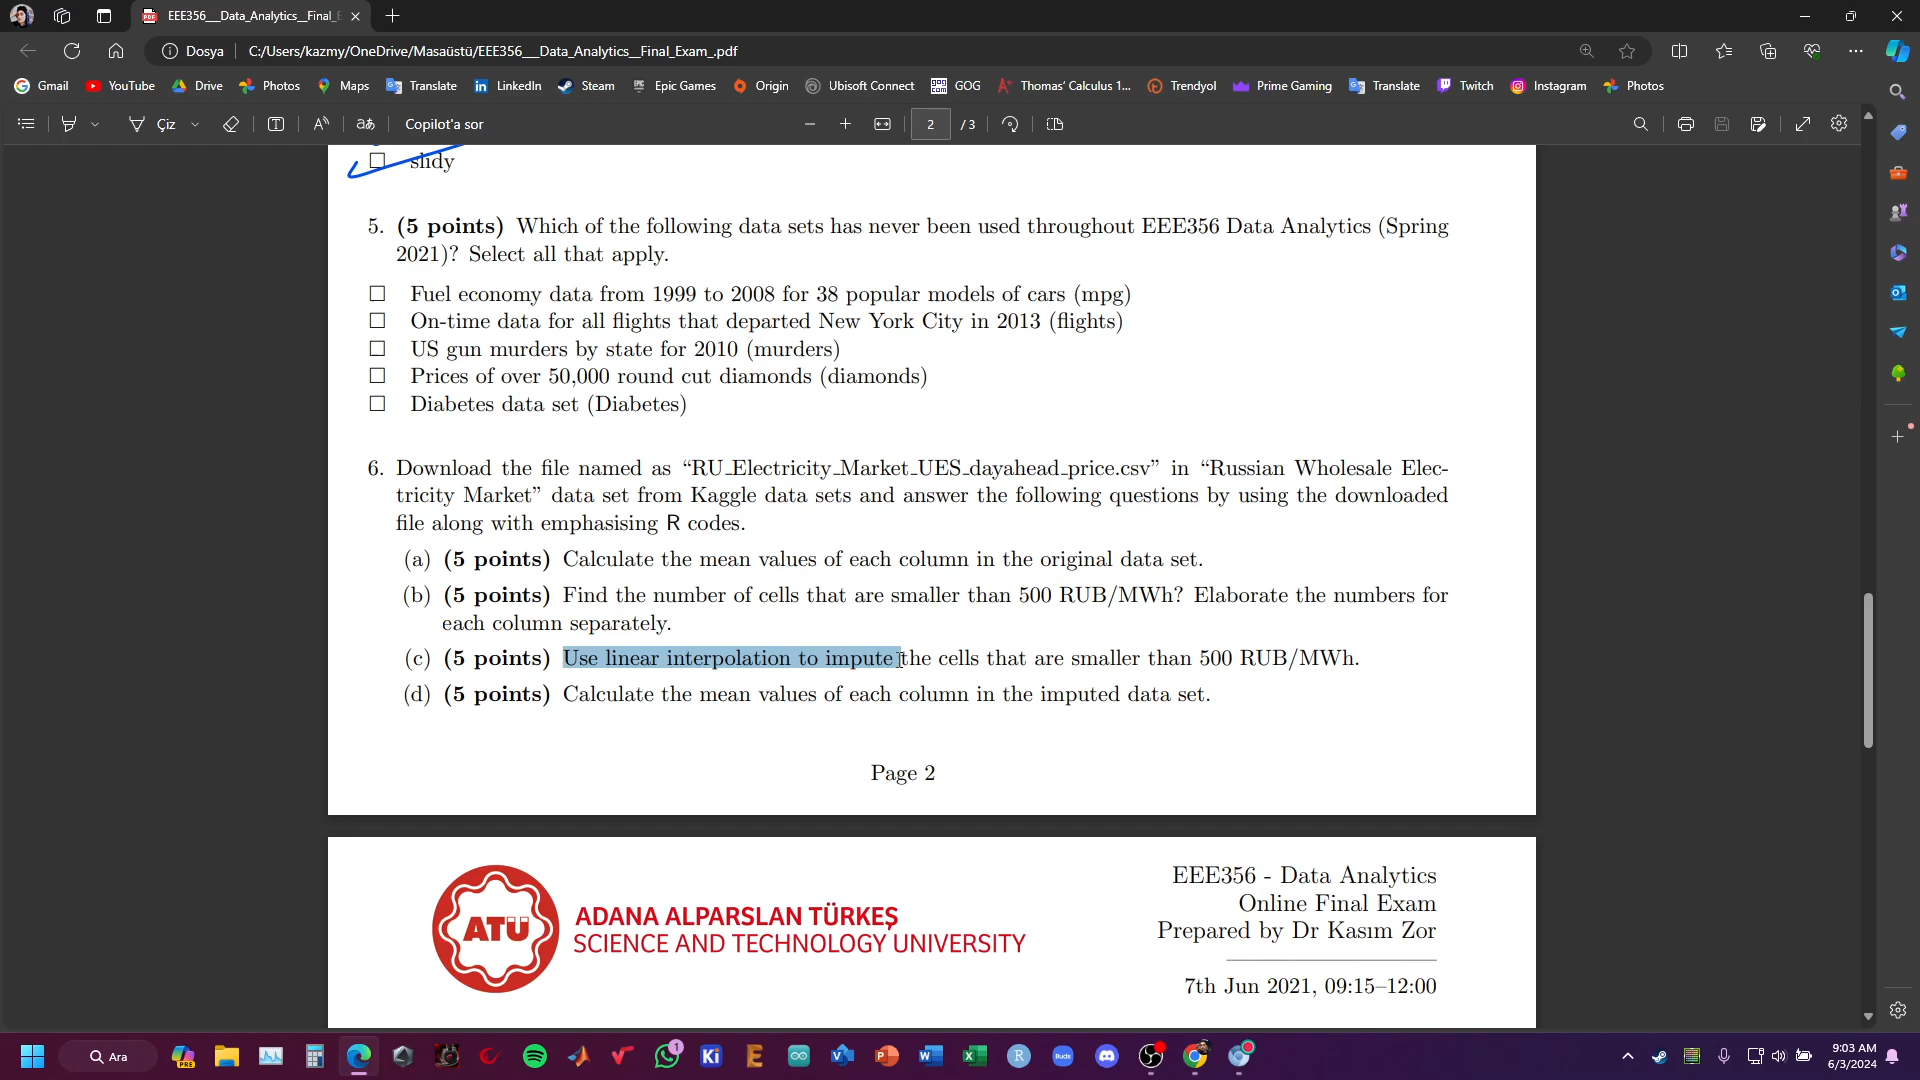 EEE356__Data_Analytics__Final_E
Dosya
C:/Users/kazmy/OneDrive/Masaüstü/EEE356__Data_Analytics__Final_Exam_.pdf
Gmail YouTube Drive Photos Maps Translate LinkedIn Steam Epic Games Origin Ubisoft Connect GOG Thomas' Calculus 1... Trendyol Prime Gaming Translate Twitch Instagram Photos
Çiz aあ Copilot'a sor 2 /3
slidy
5. (5 points) Which of the following data sets has never been used throughout EEE356 Data Analytics (Spring
2021)? Select all that apply.
Fuel economy data from 1999 to 2008 for 38 popular models of cars (mpg)
On-time data for all flights that departed New York City in 2013 (flights)
US gun murders by state for 2010 (murders)
Prices of over 50,000 round cut diamonds (diamonds)
Diabetes data set (Diabetes)
6. Download the file named as “RU_Electricity_Market_UES_dayahead_price.csv” in “Russian Wholesale Elec-
tricity Market” data set from Kaggle data sets and answer the following questions by using the downloaded
file along with emphasising R codes.
(a) (5 points) Calculate the mean values of each column in the original data set.
(b) (5 points) Find the number of cells that are smaller than 500 RUB/MWh? Elaborate the numbers for
each column separately.
(c) (5 points) Use linear interpolation to impute the cells that are smaller than 500 RUB/MWh.
(d) (5 points) Calculate the mean values of each column in the imputed data set.
Page 2
ATÜ
ADANA ALPARSLAN TÜRKEŞ
SCIENCE AND TECHNOLOGY UNIVERSITY
EEE356 - Data Analytics
Online Final Exam
Prepared by Dr Kasım Zor
7th Jun 2021, 09:15–12:00
Ara
9:03 AM
6/3/2024